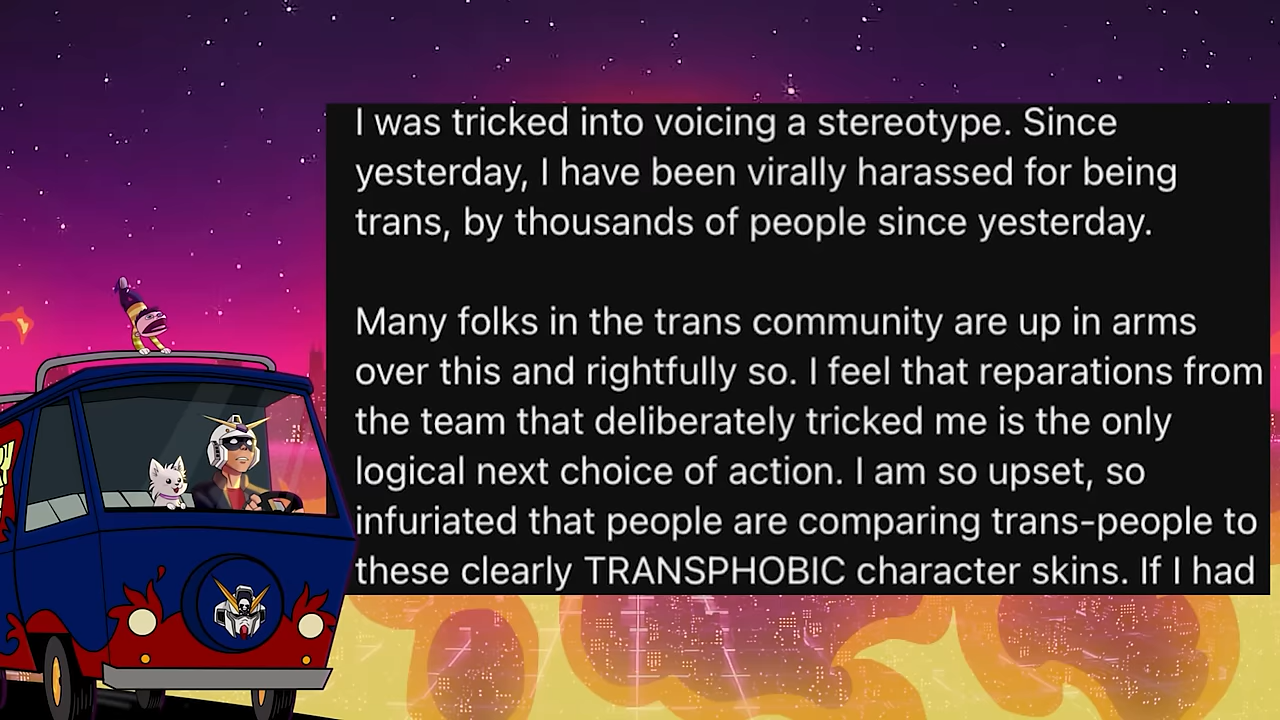 I was tricked into voicing a stereotype. Since
yesterday, I have been virally harassed for being
trans, by thousands of people since yesterday.
Many folks in the trans community are up in arms
over this and rightfully so. I feel that reparations from
the team that deliberately tricked me is the only
logical next choice of action. I am so upset, so
infuriated that people are comparing trans-people to
these clearly TRANSPHOBIC character skins. If I had